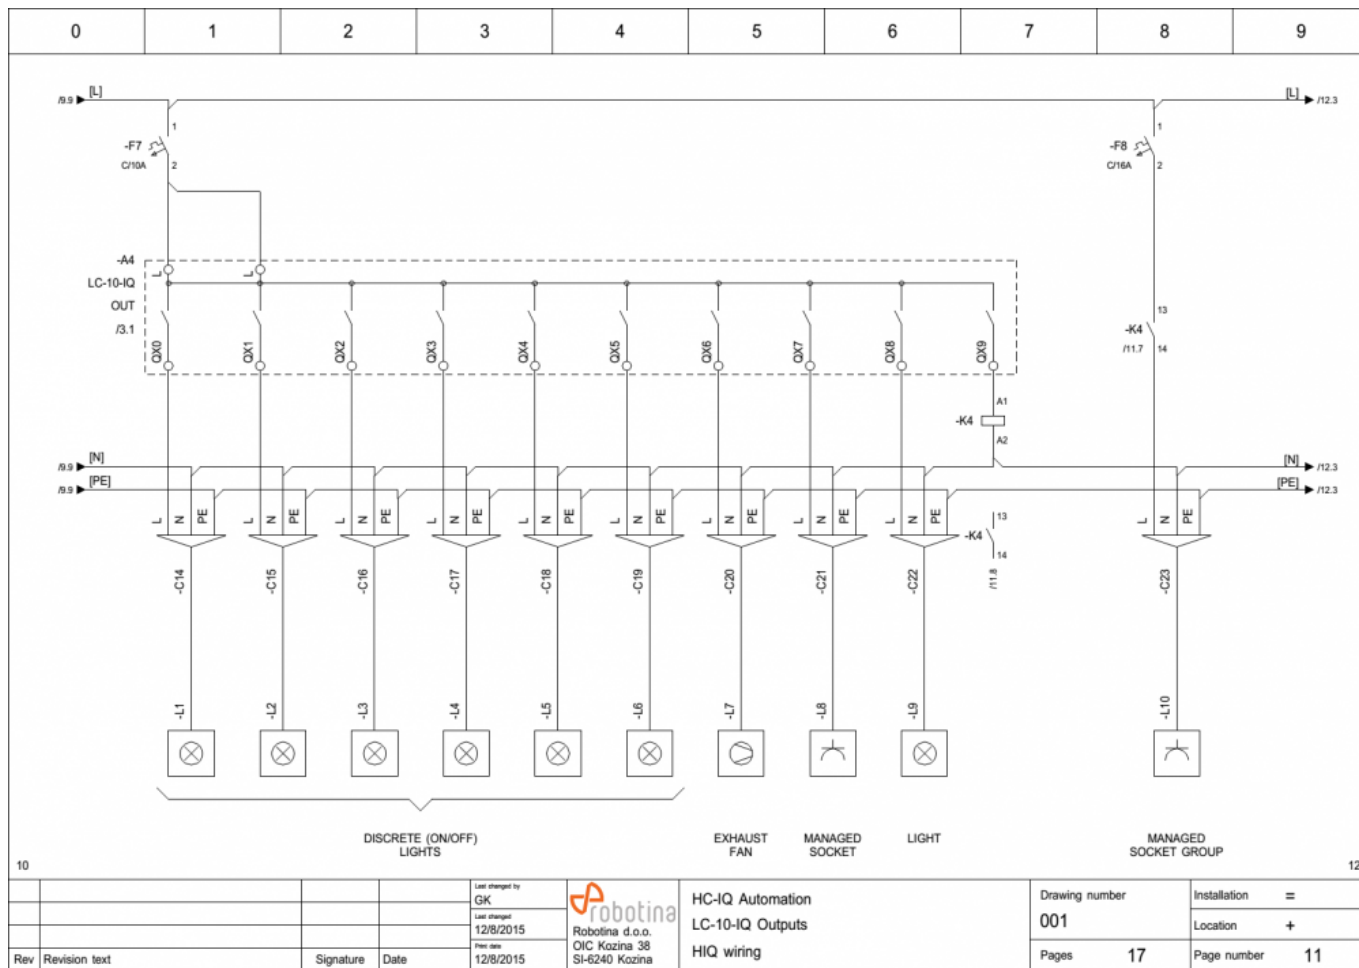 0 1 2 3 4 5 6 7 8 9
/9.9 [L] [L] /12.3
1 1
-F7 -F8
C/10A 2 C/16A 2
-A4 L L
LC-10-IQ
OUT 13
/3.1 -K4
QX0 QX1 QX2 QX3 QX4 QX5 QX6 QX7 QX8 QX9 /11.7 14
A1
-K4
A2
/9.9 [N] [N] /12.3
/9.9 [PE] [PE] /12.3
L N PE L N PE L N PE L N PE L N PE L N PE L N PE L N PE L N PE L N PE
13
-K4
14
/11.8
-C14 -C15 -C16 -C17 -C18 -C19 -C20 -C21 -C22 -C23
-L1 -L2 -L3 -L4 -L5 -L6 -L7 -L8 -L9 -L10
DISCRETE (ON/OFF)
LIGHTS
EXHAUST
FAN
MANAGED
SOCKET
LIGHT
MANAGED
SOCKET GROUP
10 12
Rev Revision text Signature Date
Last changed by
GK
Last changed
12/8/2015
Print date
12/8/2015
robotina
Robotina d.o.o.
OIC Kozina 38
SI-6240 Kozina
HC-IQ Automation
LC-10-IQ Outputs
HIQ wiring
Drawing number
001
Pages 17
Installation =
Location +
Page number 11